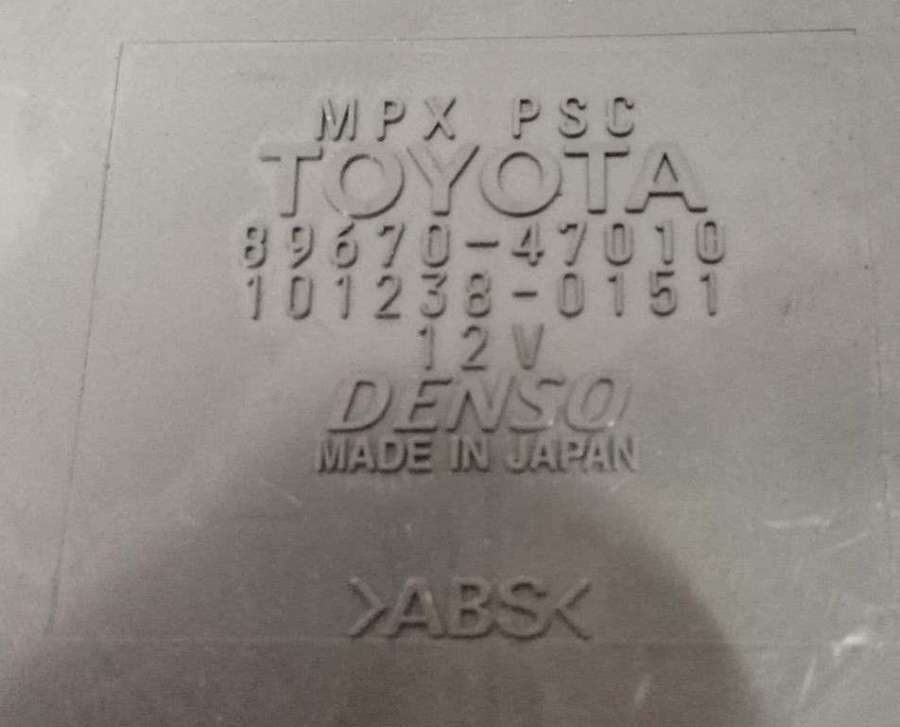 MPX PSC
TOYOTA
89670-47010
101238-0151
12V
DENSO
MADE IN JAPAN
>ABS<